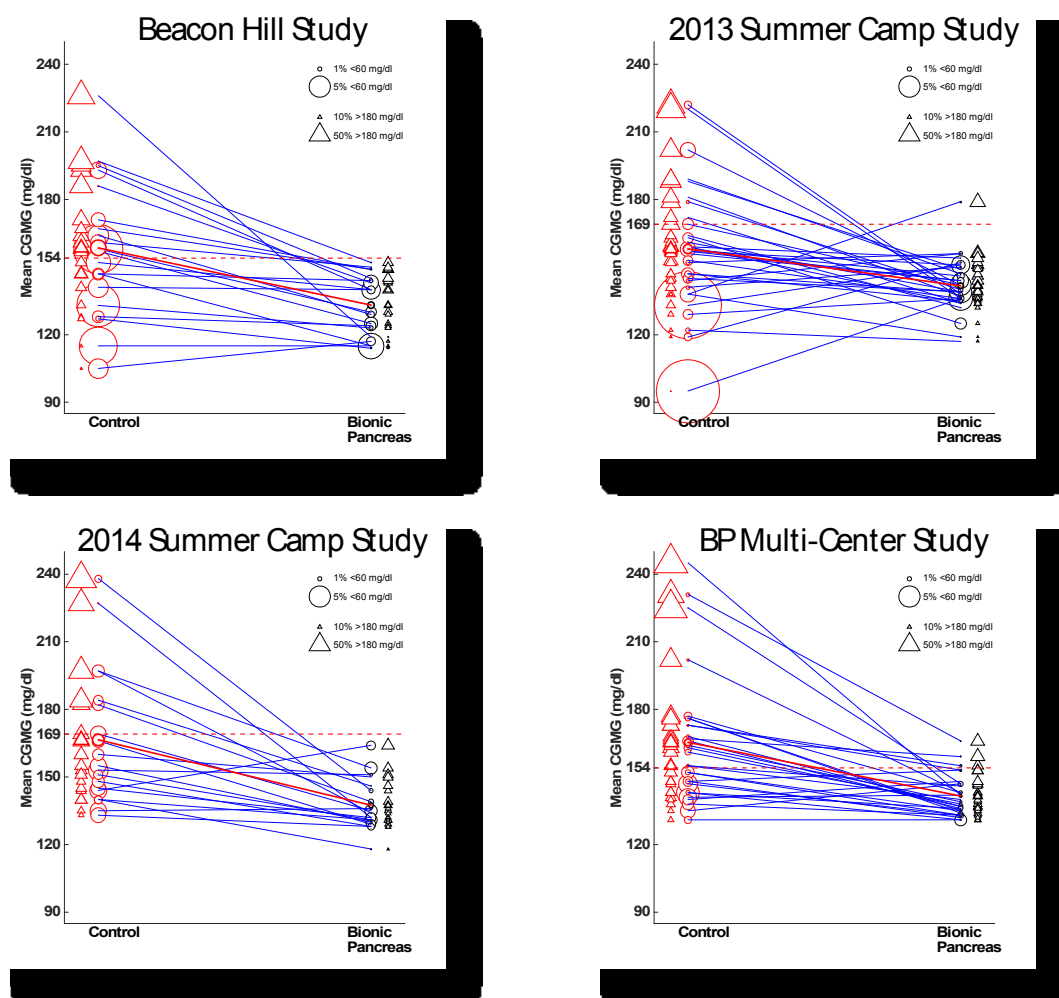 Beacon Hill Study
240
210
180
154
120
90
Mean CGMG (mg/dl)
1% <60 mg/dl
5% <60 mg/dl
10% >180 mg/dl
50% >180 mg/dl
Control
Bionic
Pancreas
2013 Summer Camp Study
240
210
180
169
150
120
90
Mean CGMG (mg/dl)
1% <60 mg/dl
5% <60 mg/dl
10% >180 mg/dl
50% >180 mg/dl
Control
Bionic
Pancreas
2014 Summer Camp Study
240
210
180
169
150
120
90
Mean CGMG (mg/dl)
1% <60 mg/dl
5% <60 mg/dl
10% >180 mg/dl
50% >180 mg/dl
Control
Bionic
Pancreas
BP Multi-Center Study
240
210
180
154
120
90
Mean CGMG (mg/dl)
1% <60 mg/dl
5% <60 mg/dl
10% >180 mg/dl
50% >180 mg/dl
Control
Bionic
Pancreas